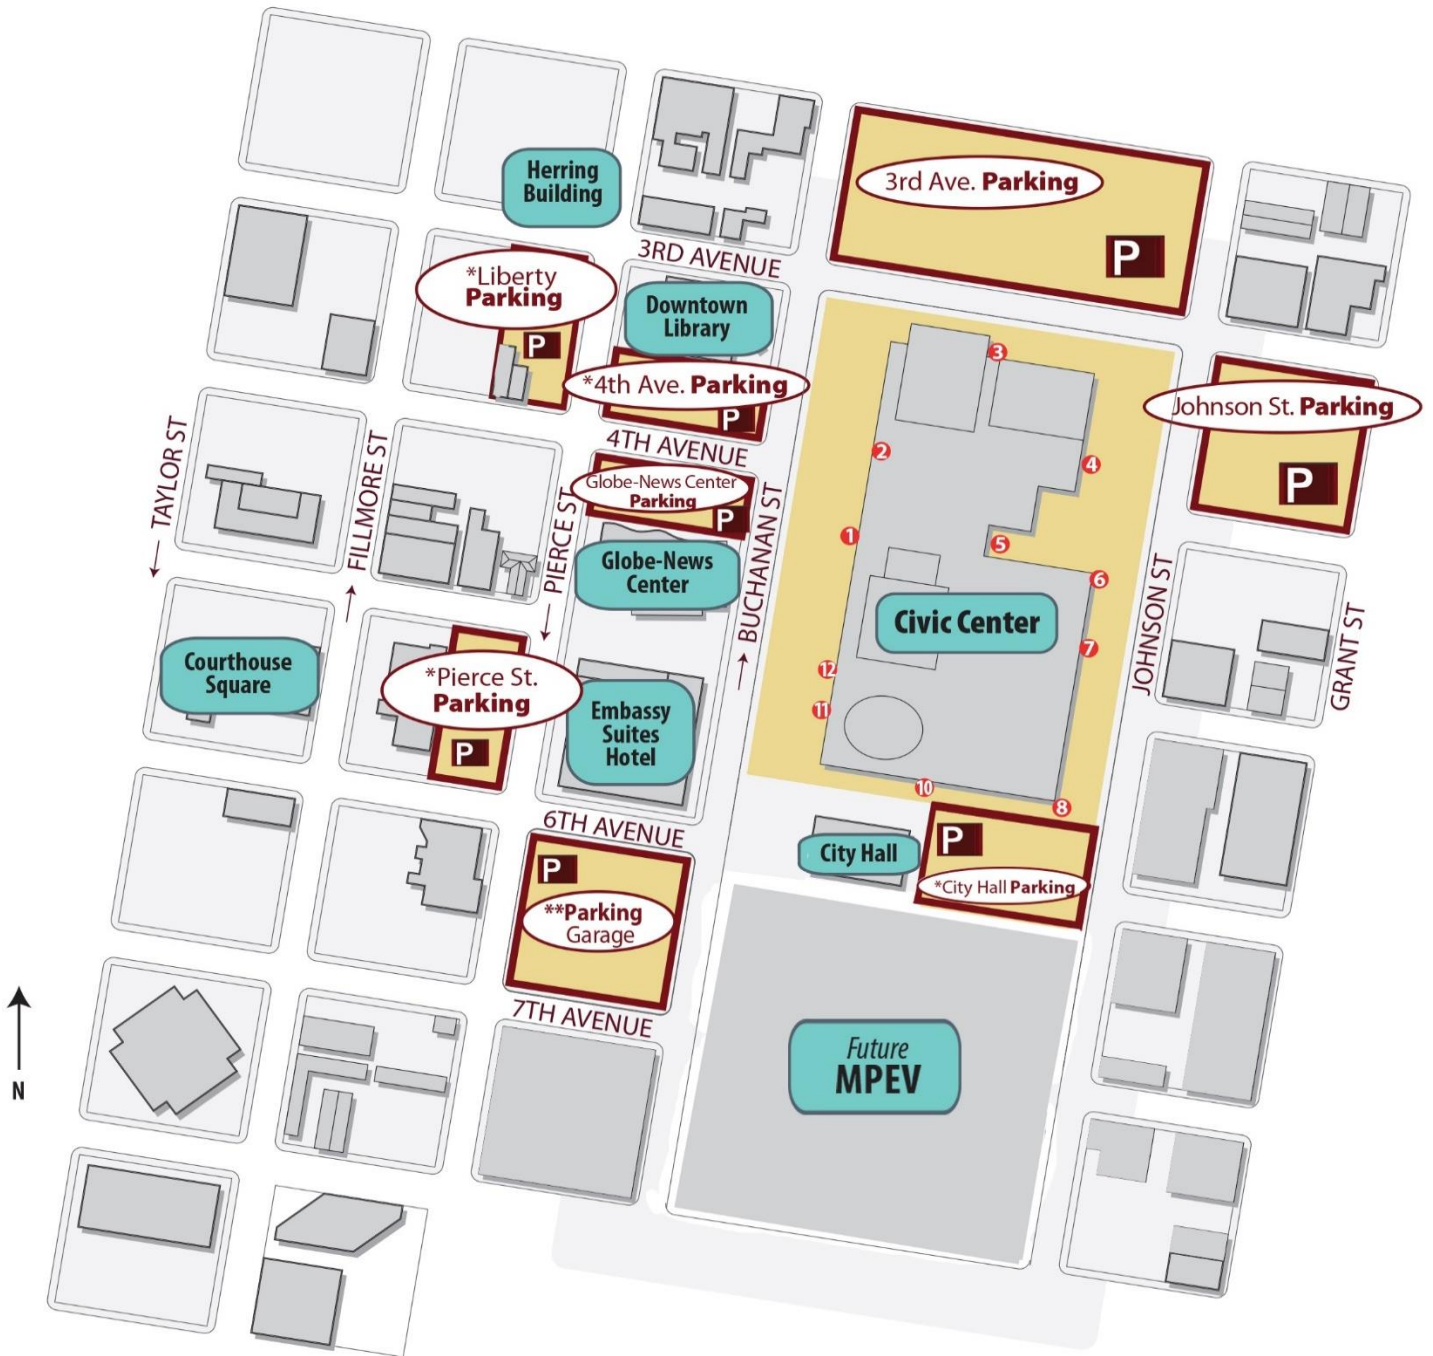 Herring
Building
3rd Ave. Parking
P
3RD AVENUE
*Liberty
Parking
P
Downtown
Library
*4th Ave. Parking
P
4TH AVENUE
Johnson St. Parking
P
Globe-News Center
Parking
P
Globe-News
Center
TAYLOR ST
FILLMORE ST
PIERCE ST
BUCHANAN ST
JOHNSON ST
GRANT ST
3
2
4
1
5
6
Civic Center
7
12
11
10
8
Courthouse
Square
*Pierce St.
Parking
P
Embassy
Suites
Hotel
6TH AVENUE
City Hall
P
*City Hall Parking
P
**Parking
Garage
7TH AVENUE
Future
MPEV
N